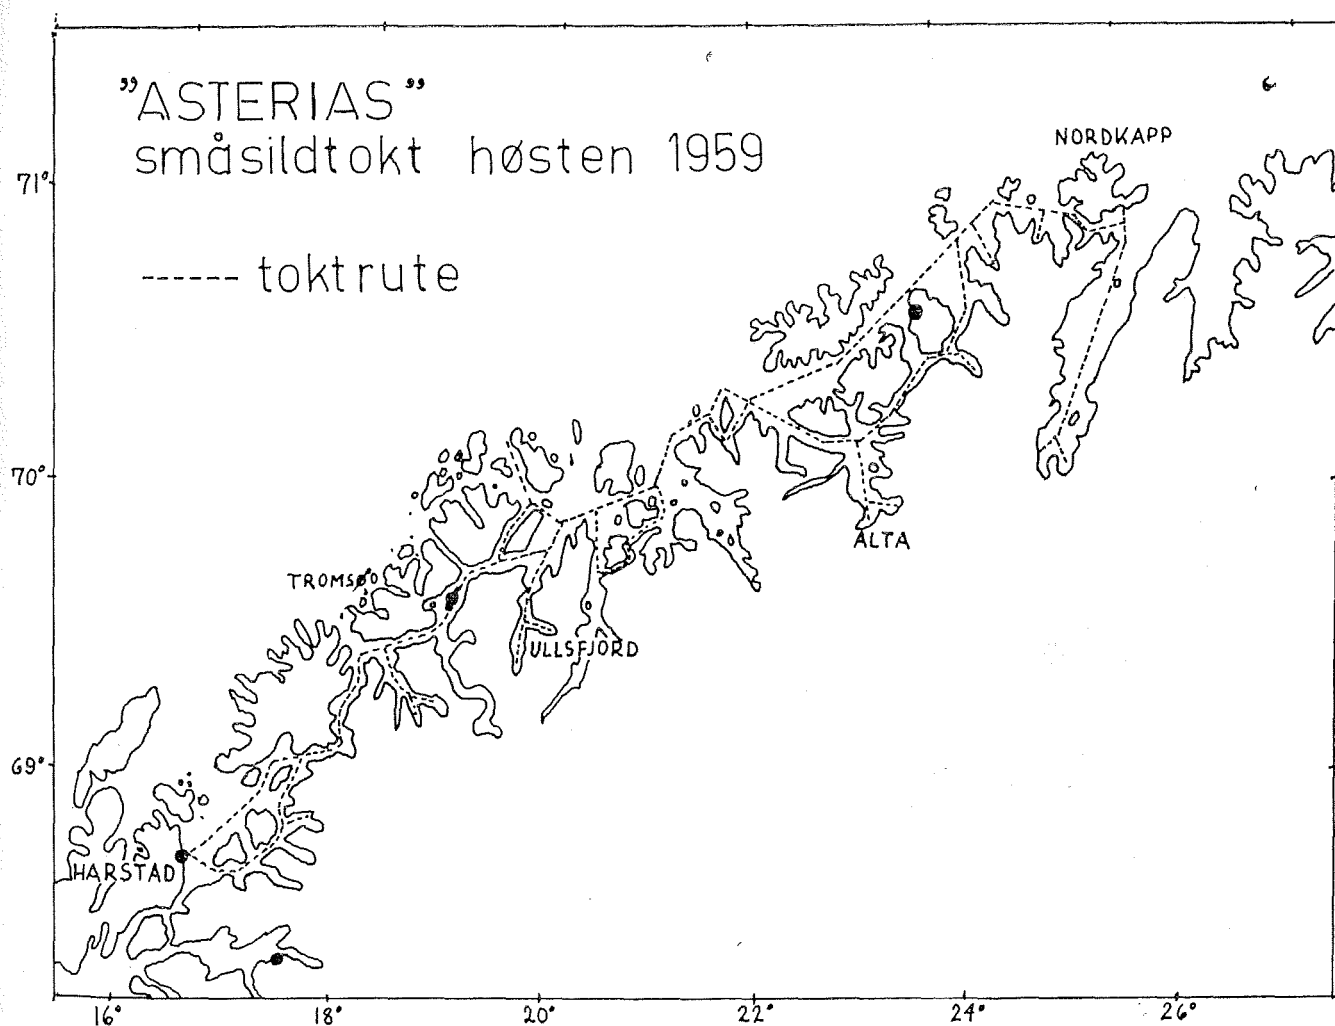 "ASTERIAS"
småsildtokt høsten 1959
NORDKAPP
71°
------ toktrute
70°
ALTA
TROMSØ
ULLSFJORD
69°
HARSTAD
16° 18° 20° 22° 24° 26°